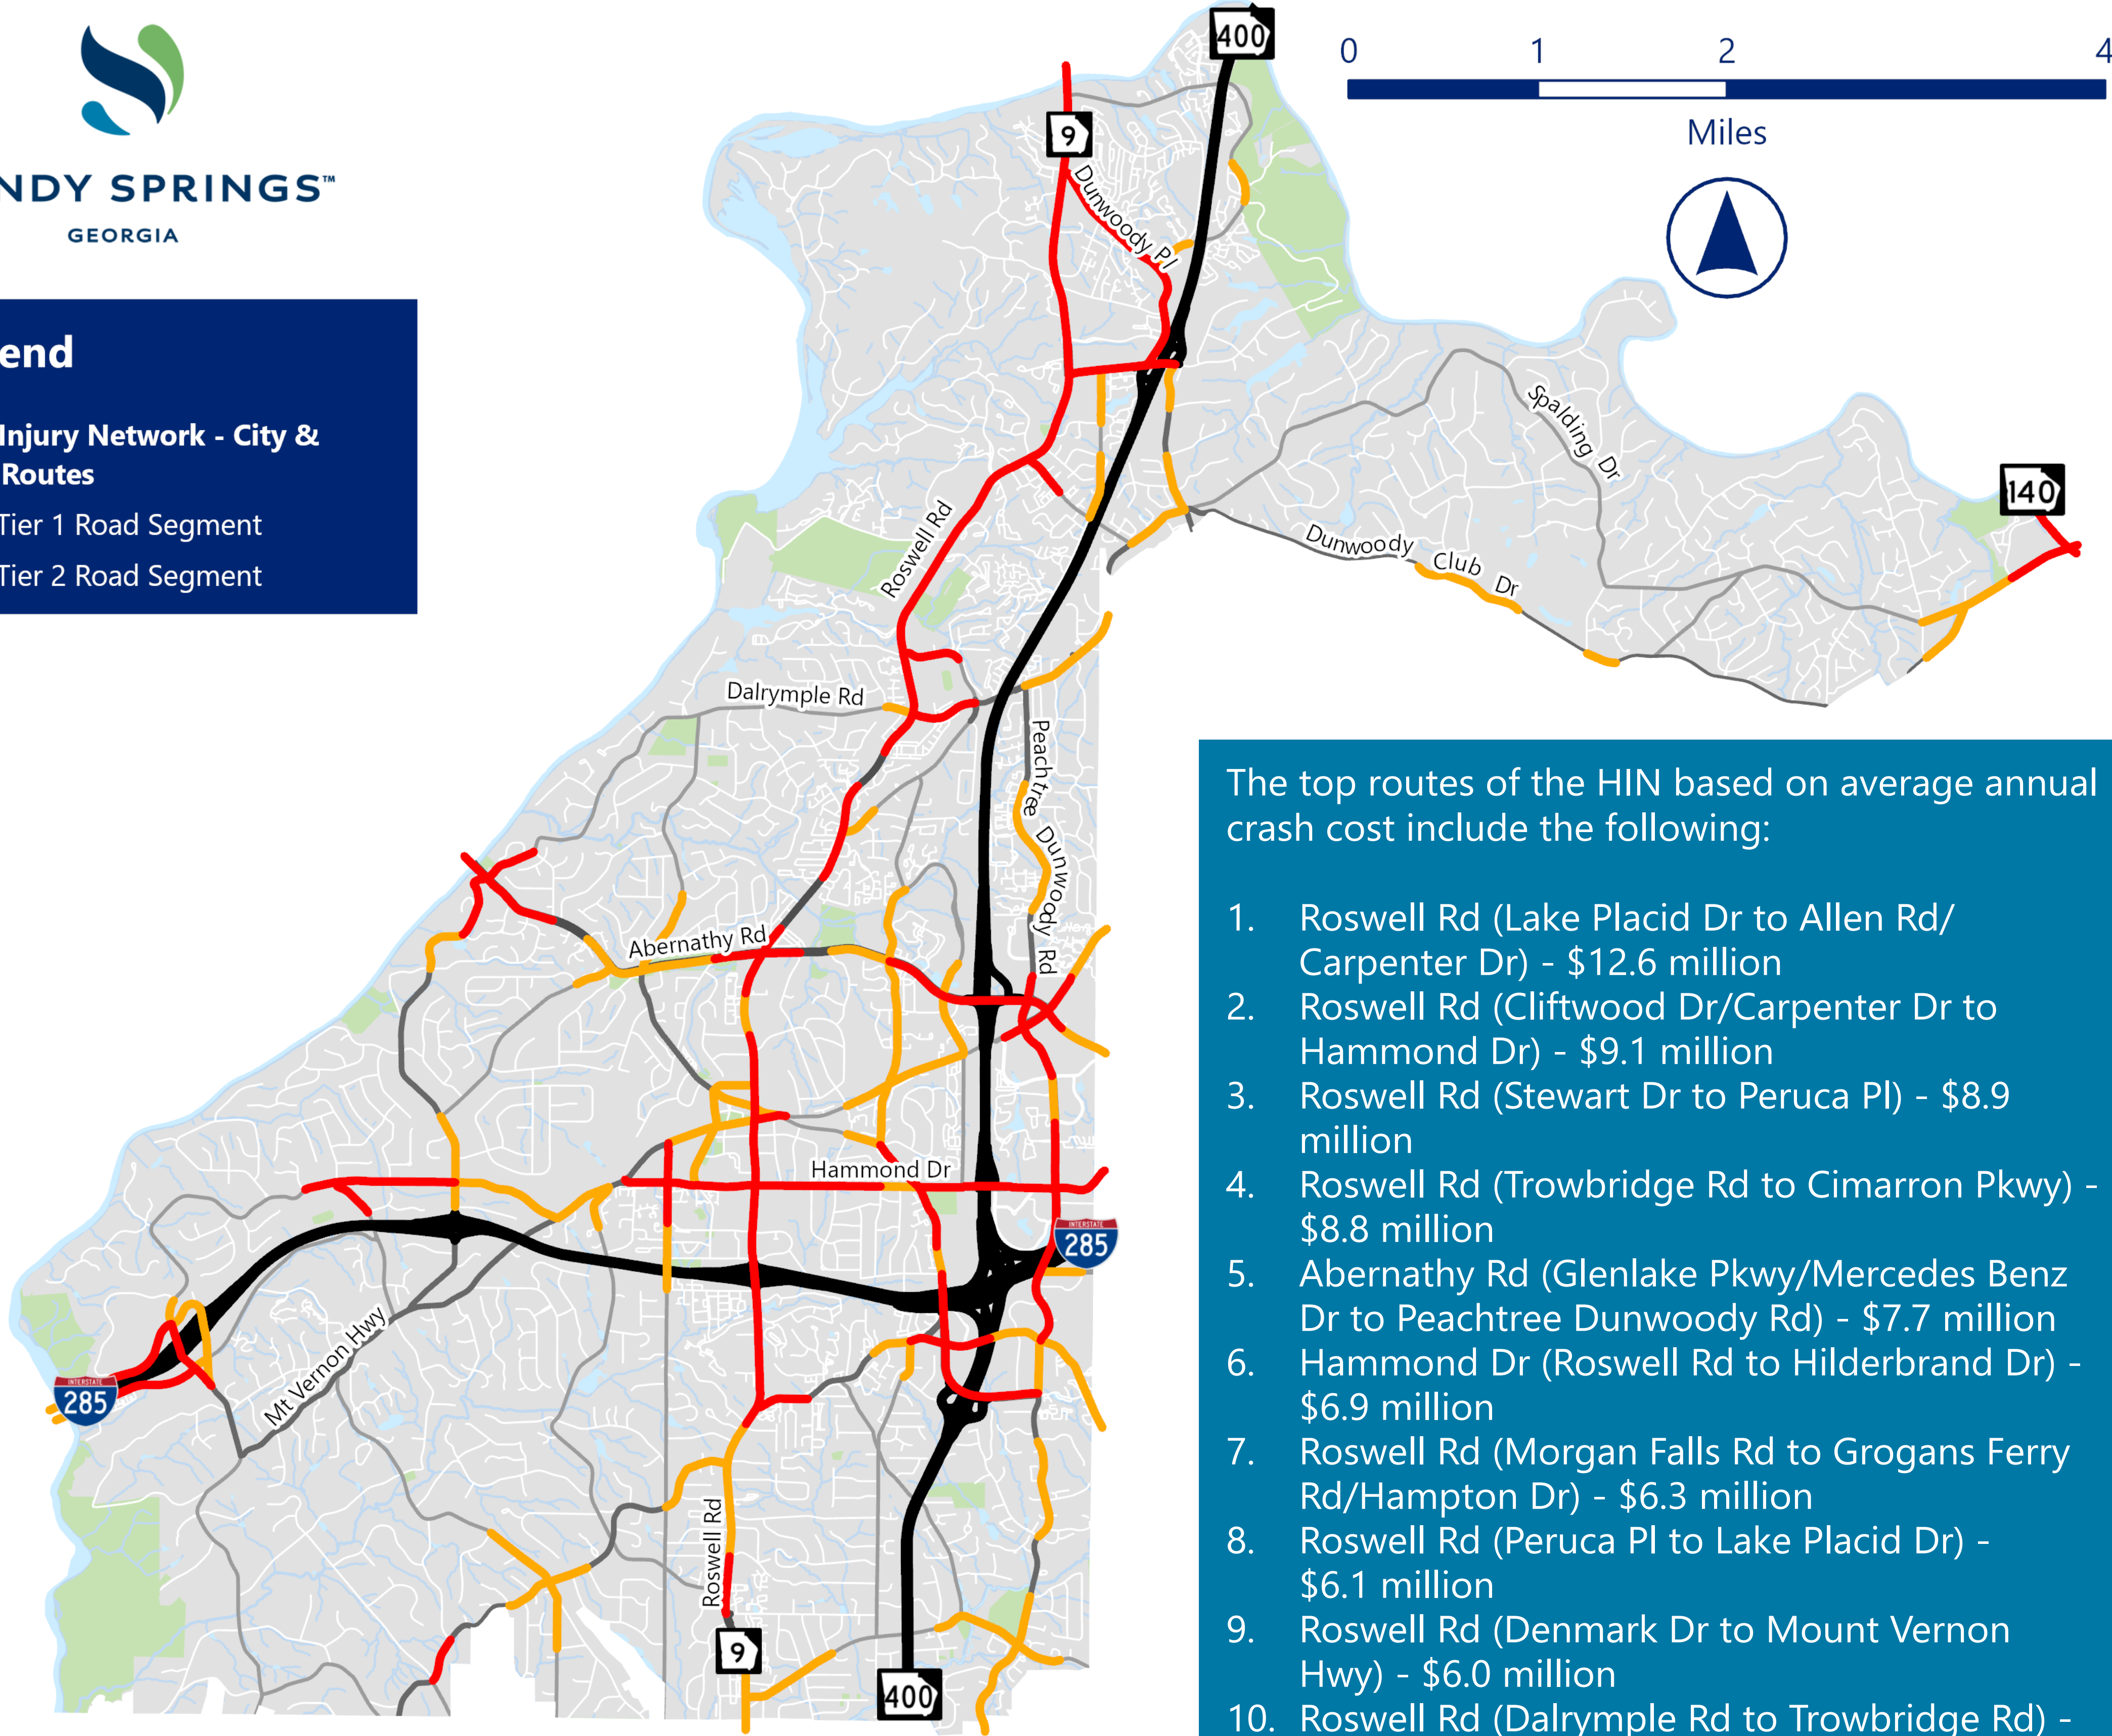 NDY SPRINGS™
GEORGIA
end
Injury Network - City &
Routes
Tier 1 Road Segment
Tier 2 Road Segment
0 1 2 4
Miles
400
9
Dunwoody Pl
Spalding Dr
140
Roswell Rd
Dunwoody Club Dr
Dalrymple Rd
Peachtree Dunwoody Rd
Abernathy Rd
Hammond Dr
INTERSTATE
285
INTERSTATE
285
Mt Vernon Hwy
Roswell Rd
9
400
The top routes of the HIN based on average annual
crash cost include the following:
1. Roswell Rd (Lake Placid Dr to Allen Rd/
Carpenter Dr) - $12.6 million
2. Roswell Rd (Cliftwood Dr/Carpenter Dr to
Hammond Dr) - $9.1 million
3. Roswell Rd (Stewart Dr to Peruca Pl) - $8.9
million
4. Roswell Rd (Trowbridge Rd to Cimarron Pkwy) -
$8.8 million
5. Abernathy Rd (Glenlake Pkwy/Mercedes Benz
Dr to Peachtree Dunwoody Rd) - $7.7 million
6. Hammond Dr (Roswell Rd to Hilderbrand Dr) -
$6.9 million
7. Roswell Rd (Morgan Falls Rd to Grogans Ferry
Rd/Hampton Dr) - $6.3 million
8. Roswell Rd (Peruca Pl to Lake Placid Dr) -
$6.1 million
9. Roswell Rd (Denmark Dr to Mount Vernon
Hwy) - $6.0 million
10. Roswell Rd (Dalrymple Rd to Trowbridge Rd) -